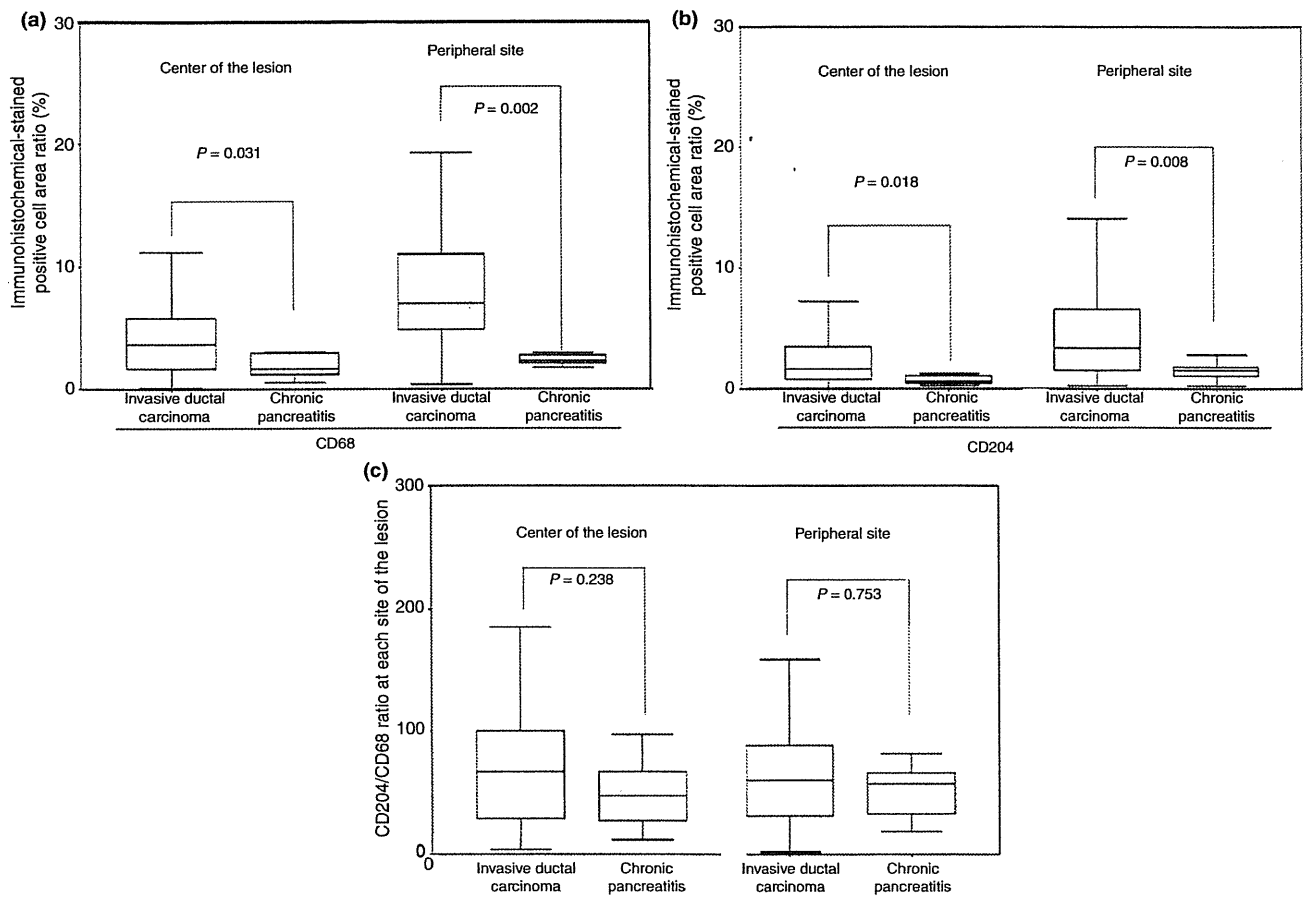 (a)
30
20
10
0
Immunohistochemical-stained
positive cell area ratio (%)
Center of the lesion
Peripheral site
P = 0.031
P = 0.002
Invasive ductal
carcinoma
Chronic
pancreatitis
Invasive ductal
carcinoma
Chronic
pancreatitis
CD68
(b)
30
20
10
0
Immunohistochemical-stained
positive cell area ratio (%)
Center of the lesion
Peripheral site
P = 0.018
P = 0.008
Invasive ductal
carcinoma
Chronic
pancreatitis
Invasive ductal
carcinoma
Chronic
pancreatitis
CD204
(c)
300
200
100
0
0
CD204/CD68 ratio at each site of the lesion
Center of the lesion
Peripheral site
P = 0.238
P = 0.753
Invasive ductal
carcinoma
Chronic
pancreatitis
Invasive ductal
carcinoma
Chronic
pancreatitis